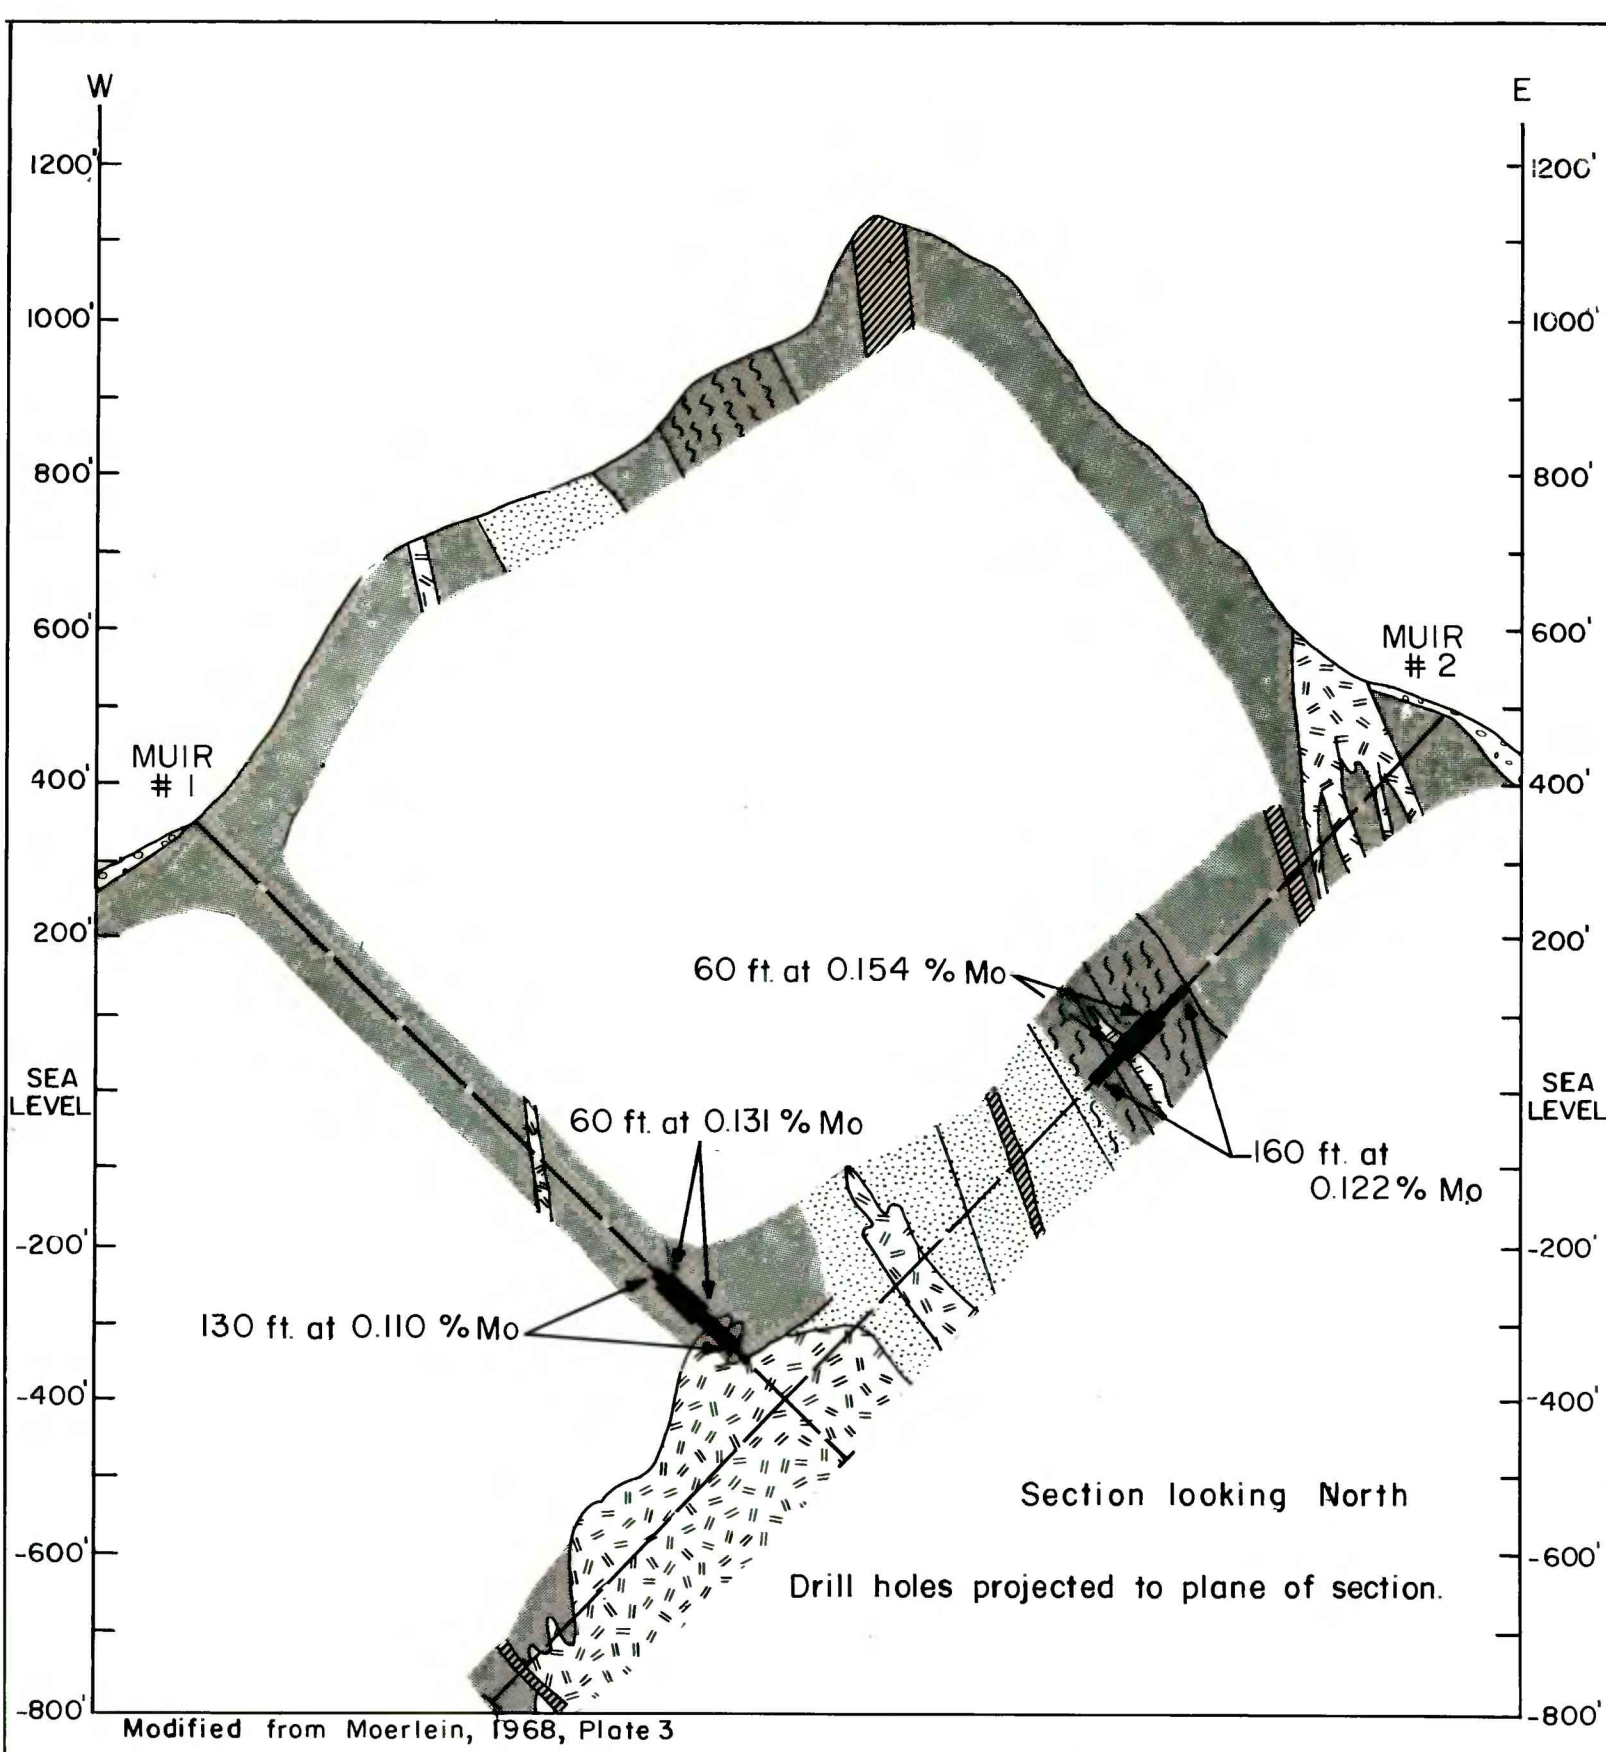 W
E
1200'
1200'
1000'
1000'
800'
800'
600'
600'
MUIR
# 2
MUIR
# 1
400'
400'
200'
200'
60 ft. at 0.154 % Mo
SEA
LEVEL
SEA
LEVEL
60 ft. at 0.131 % Mo
160 ft. at
0.122% Mo
-200'
-200'
130 ft. at 0.110 % Mo
-400'
-400'
Section looking North
-600'
-600'
Drill holes projected to plane of section.
-800'
-800'
Modified from Moerlein, 1968, Plate 3